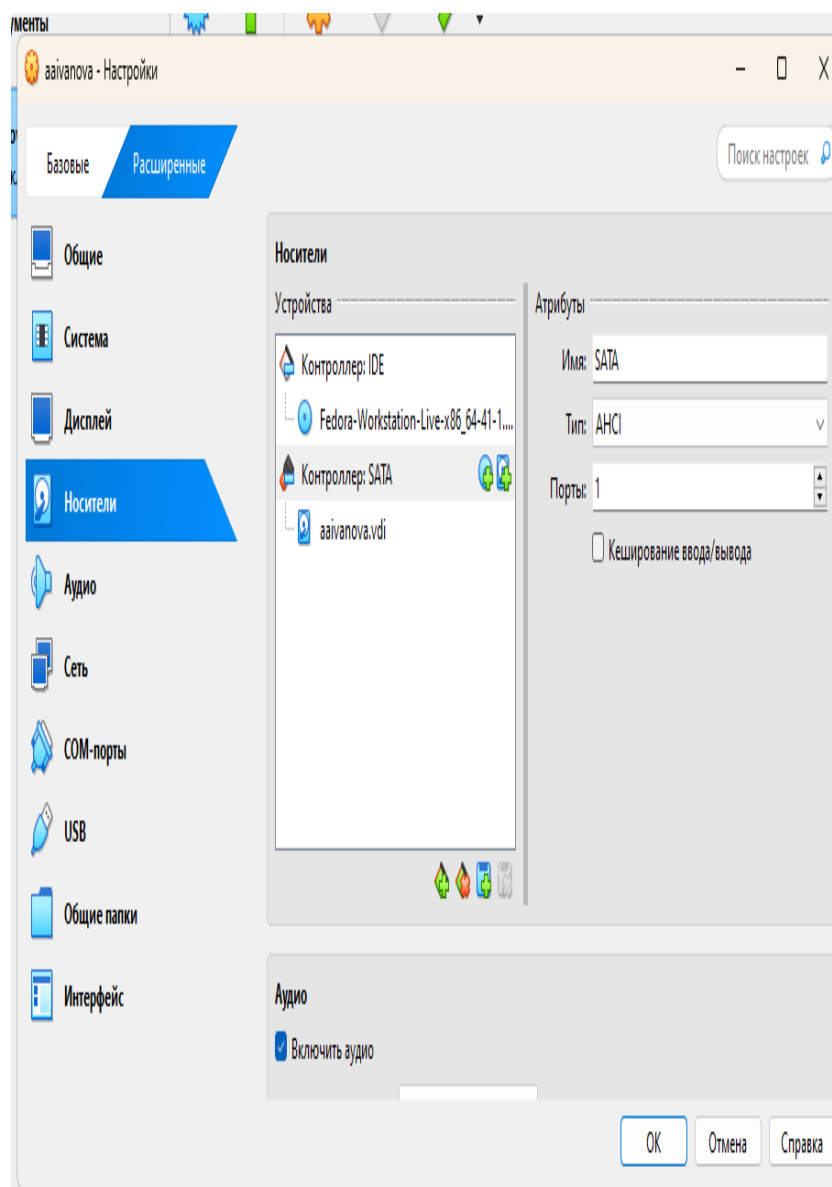 ументы
aaivanova - Настройки
Базовые
Расширенные
Поиск настроек
Общие
Система
Дисплей
Носители
Аудио
Сеть
COM-порты
USB
Общие папки
Интерфейс
Носители
Устройства
Контроллер: IDE
Fedora-Workstation-Live-x86_64-41-1....
Контроллер: SATA
aaivanova.vdi
Атрибуты
Имя: SATA
Тип: AHCI
Порты: 1
Кеширование ввода/вывода
Аудио
Включить аудио
OK
Отмена
Справка